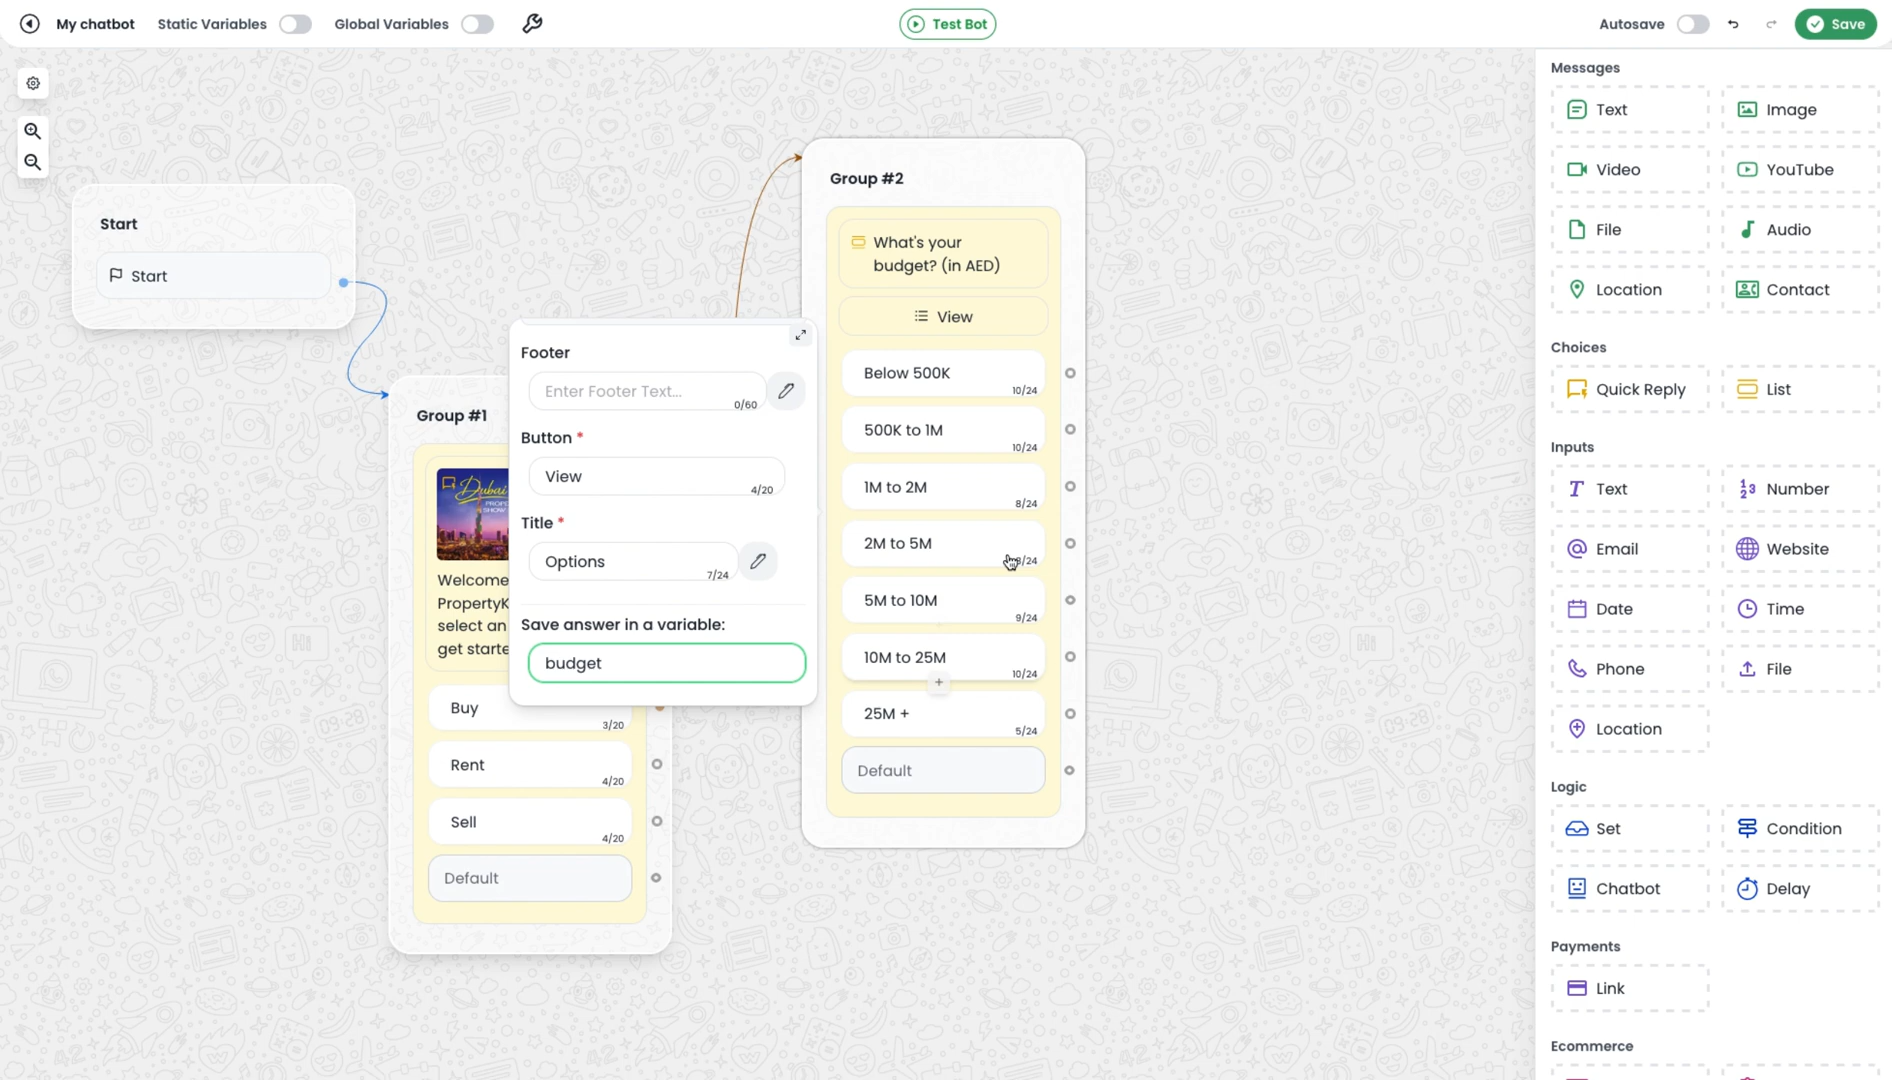 My chatbot
Static Variables
Global Variables
Test Bot
Autosave
Save
Start
Start
Group #1
Dubai
SHOW
Welcome
select an
get starte
Buy
3/20
Rent
4/20
Sell
4/20
Default
Footer
Enter Footer Text...
0/60
Button *
View
4/20
Title *
Options
7/24
Save answer in a variable:
budget
Group #2
What's your
budget? (in AED)
View
Below 500K
10/24
500K to 1M
10/24
1M to 2M
8/24
2M to 5M
/24
5M to 10M
9/24
10M to 25M
10/24
+
25M +
5/24
Default
Messages
Text
Image
Video
YouTube
File
Audio
Location
Contact
Choices
Quick Reply
List
Inputs
Text
Number
Email
Website
Date
Time
Phone
File
Location
Logic
Set
Condition
Chatbot
Delay
Payments
Link
Ecommerce